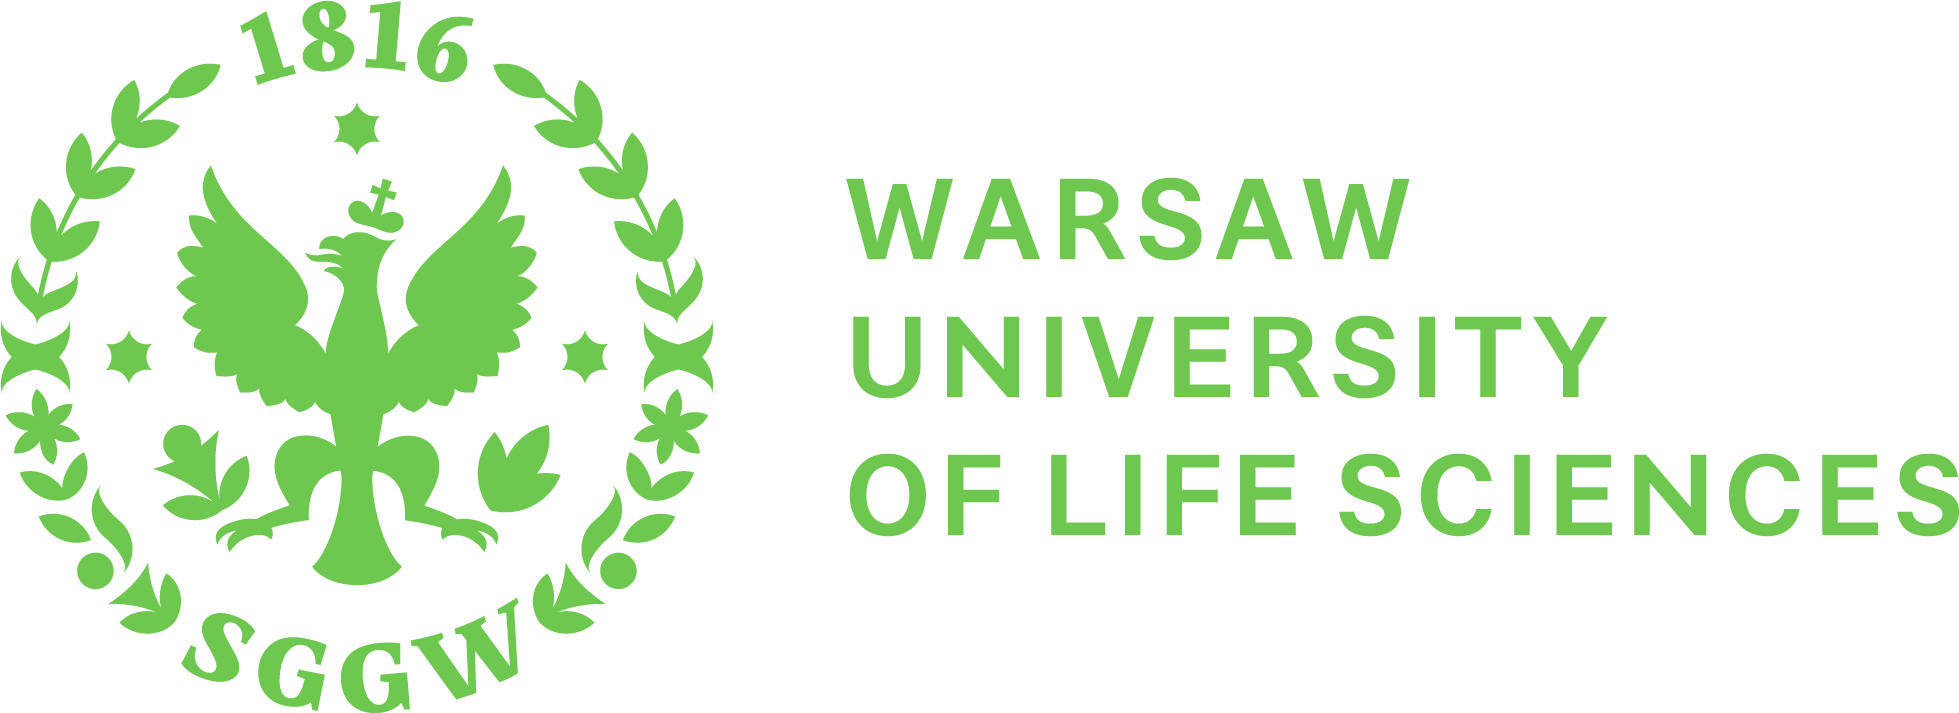 1816
SGGW
WARSAW
UNIVERSITY
OF LIFE SCIENCES